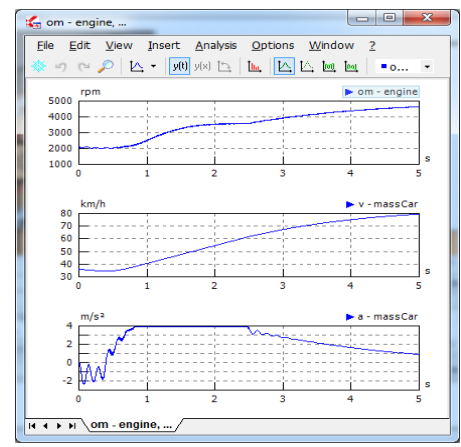 om - engine, ...
File Edit View Insert Analysis Options Window ?
y(t) y(x) o...
rpm om - engine
5000
4000
3000
2000
1000
0 1 2 3 4 5 s
km/h v - massCar
80
70
60
50
40
30
0 1 2 3 4 5 s
m/s² a - massCar
4
2
0
-2
0 1 2 3 4 5 s
om - engine, ...